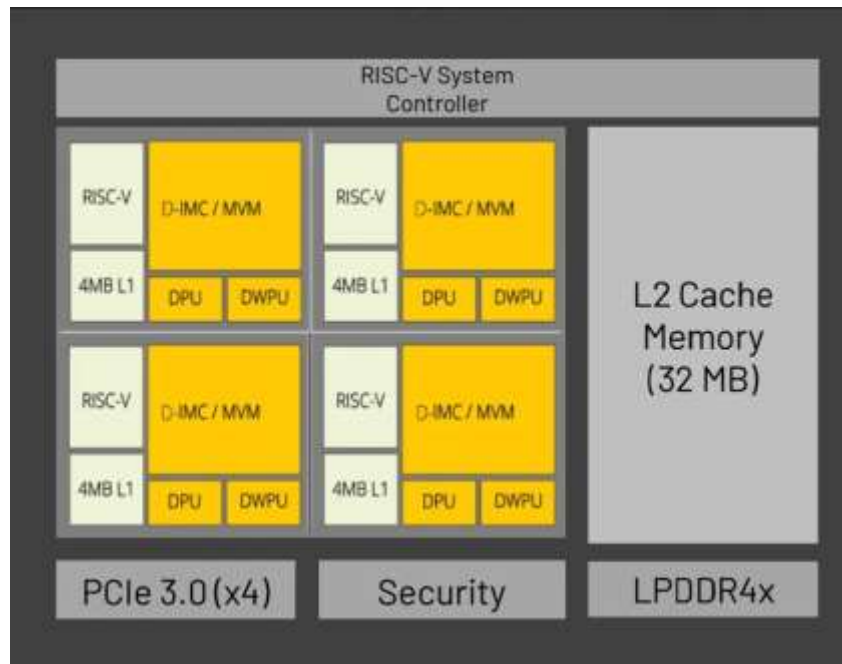 RISC-V System
Controller
RISC-V
D-IMC / MVM
4MB L1
DPU
DWPU
RISC-V
D-IMC / MVM
4MB L1
DPU
DWPU
RISC-V
D-IMC / MVM
4MB L1
DPU
DWPU
RISC-V
D-IMC / MVM
4MB L1
DPU
DWPU
L2 Cache
Memory
(32 MB)
PCIe 3.0 (x4)
Security
LPDDR4x